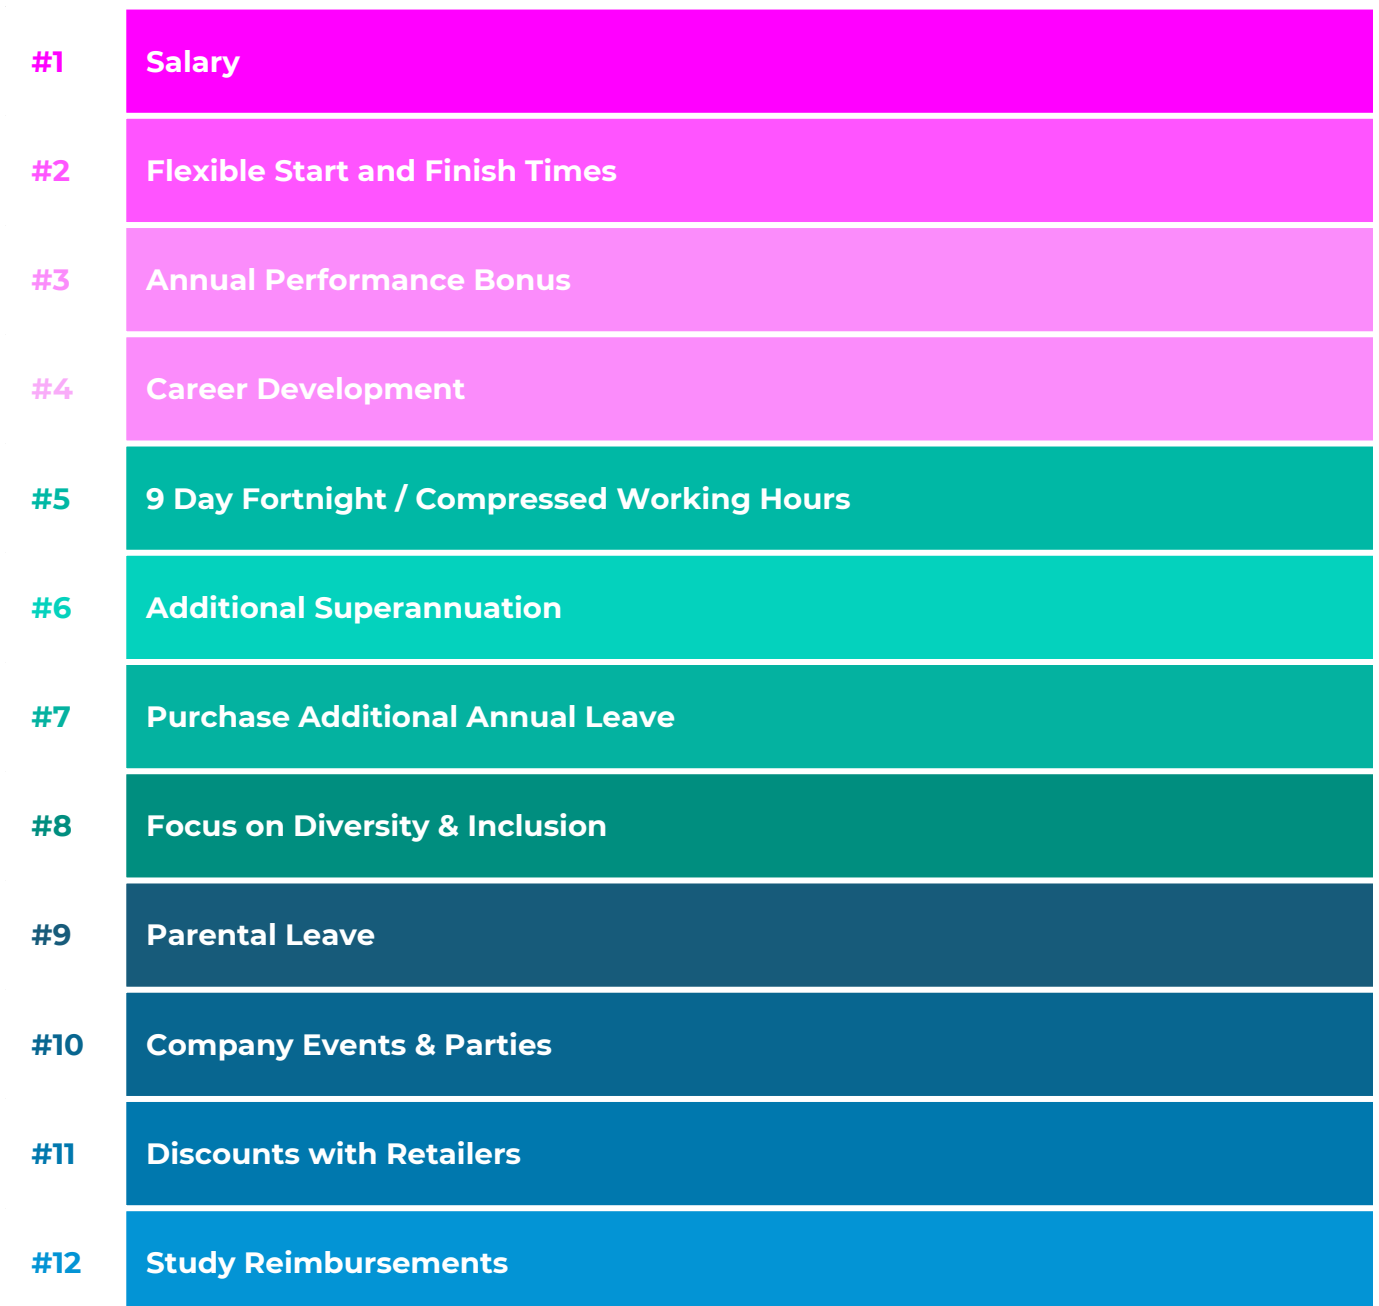 #1 Salary
#2 Flexible Start and Finish Times
#3 Annual Performance Bonus
#4 Career Development
#5 9 Day Fortnight / Compressed Working Hours
#6 Additional Superannuation
#7 Purchase Additional Annual Leave
#8 Focus on Diversity & Inclusion
#9 Parental Leave
#10 Company Events & Parties
#11 Discounts with Retailers
#12 Study Reimbursements